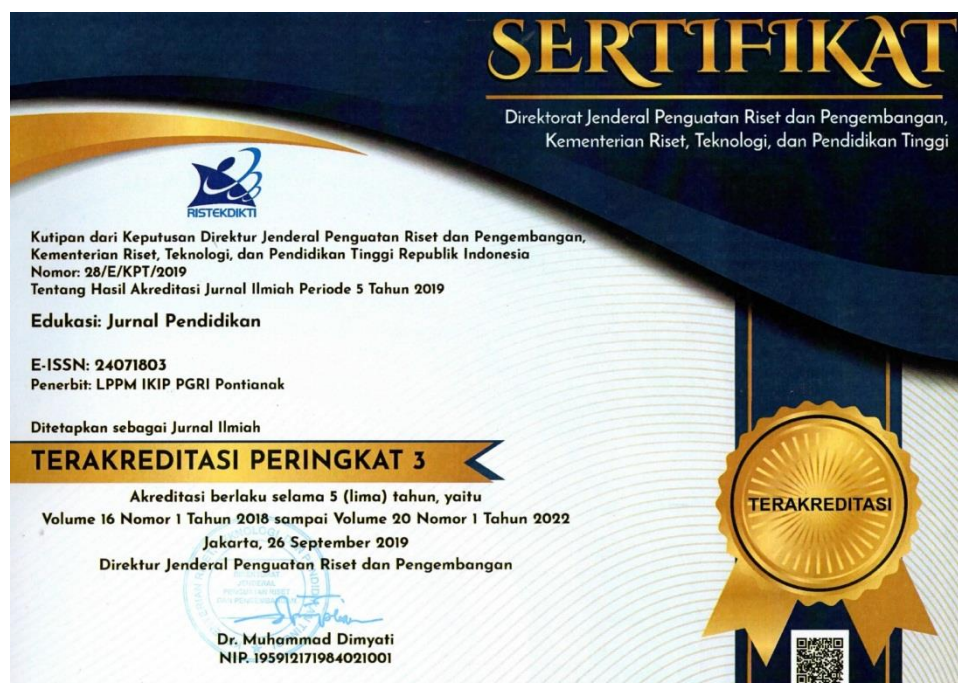 SERTIFIKAT
Direktorat Jenderal Penguatan Riset dan Pengembangan,
Kementerian Riset, Teknologi, dan Pendidikan Tinggi
RISTEKDIKTI
Kutipan dari Keputusan Direktur Jenderal Penguatan Riset dan Pengembangan,
Kementerian Riset, Teknologi, dan Pendidikan Tinggi Republik Indonesia
Nomor: 28/E/KPT/2019
Tentang Hasil Akreditasi Jurnal Ilmiah Periode 5 Tahun 2019
Edukasi: Jurnal Pendidikan
E-ISSN: 24071803
Penerbit: LPPM IKIP PGRI Pontianak
Ditetapkan sebagai Jurnal Ilmiah
TERAKREDITASI PERINGKAT 3
Akreditasi berlaku selama 5 (lima) tahun, yaitu
Volume 16 Nomor 1 Tahun 2018 sampai Volume 20 Nomor 1 Tahun 2022
Jakarta, 26 September 2019
Direktur Jenderal Penguatan Riset dan Pengembangan
Dr. Muhammad Dimyati
NIP. 195912171984021001
TERAKREDITASI